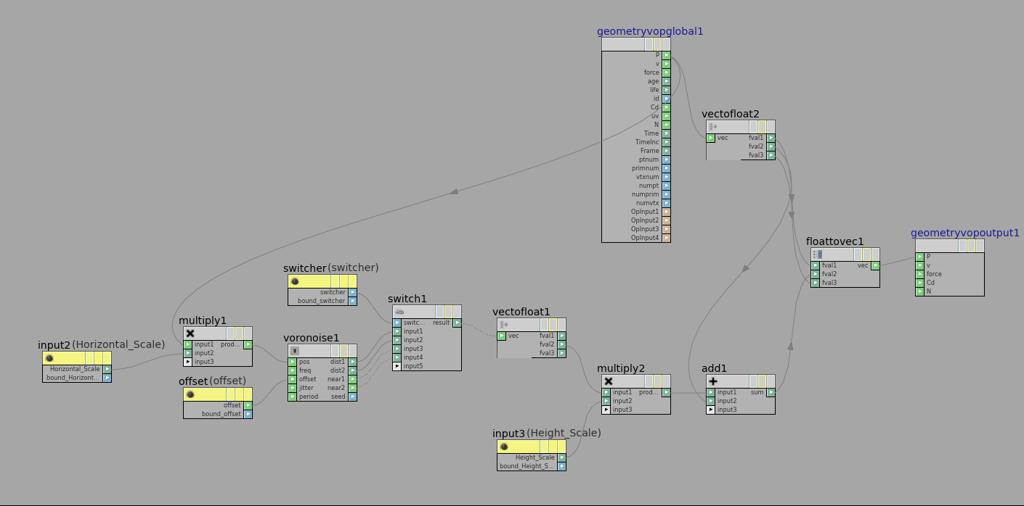 geometryvopglobal1
P
v
force
age
life
id
Cd
uv
N
Time
TimeInc
Frame
ptnum
primnum
vtxnum
numpt
numprim
numvtx
OpInput1
OpInput2
OpInput3
OpInput4
vectofloat2
vec fval1
fval2
fval3
floattovec1
fval1 vec
fval2
fval3
geometryvopoutput1
P
v
force
Cd
N
switcher (switcher)
switcher
bound_switcher
switch1
switc... result
input1
input2
input3
input4
input5
vectofloat1
vec fval1
fval2
fval3
multiply1
input1 prod...
input2
input3
input2 (Horizontal_Scale)
Horizontal_Scale
bound_Horizont...
offset (offset)
offset
bound_offset
voronoise1
pos dist1
freq dist2
offset near1
jitter near2
period seed
multiply2
input1 prod...
input2
input3
add1
input1 sum
input2
input3
input3 (Height_Scale)
Height_Scale
bound_Height_S...